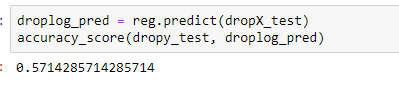 droplog_pred = reg.predict(dropX_test)
accuracy_score(dropy_test, droplog_pred)
: 0.5714285714285714